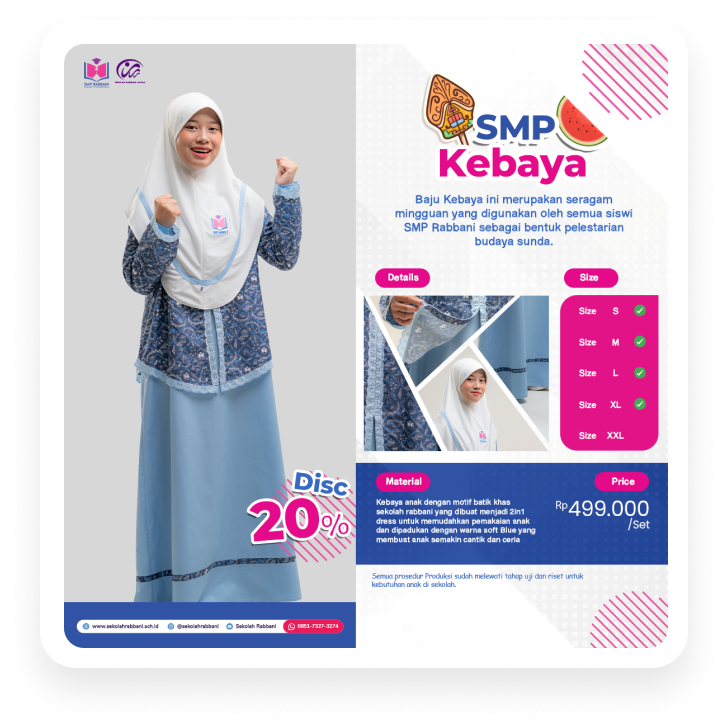 SMP RABBANI
SMP
Kebaya
Baju Kebaya ini merupakan seragam
mingguan yang digunakan oleh semua siswi
SMP Rabbani sebagai bentuk pelestarian
budaya sunda.
Details
Size
Size S
Size M
Size L
Size XL
Size XXL
Disc
20%
Material
Kebaya anak dengan motif batik khas
sekolah rabbani yang dibuat menjadi 2in1
dress untuk memudahkan pemakaian anak
dan dipadukan dengan warna soft Blue yang
membuat anak semakin cantik dan ceria
Price
Rp499.000
/Set
Semua prosedur Produksi sudah melewati tahap uji dan riset untuk
kebutuhan anak di sekolah.
www.sekolahrabbani.sch.id @sekolahrabbani Sekolah Rabbani 0851-7327-3274